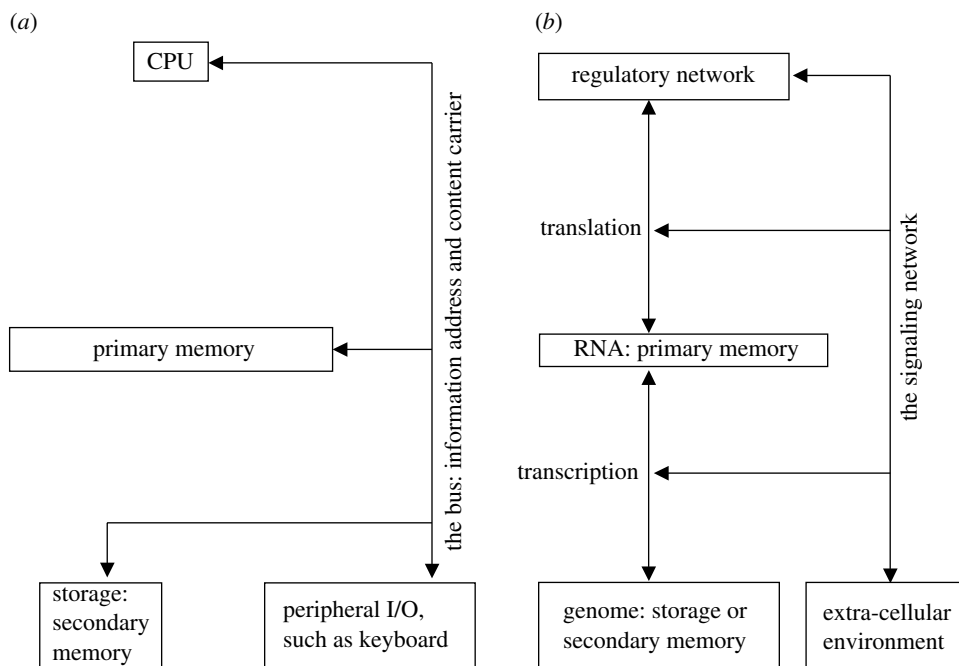 (a)
CPU
the bus: information address and content carrier
primary memory
storage:
secondary
memory
peripheral I/O,
such as keyboard
(b)
regulatory network
translation
the signaling network
RNA: primary memory
transcription
genome: storage or
secondary memory
extra-cellular
environment